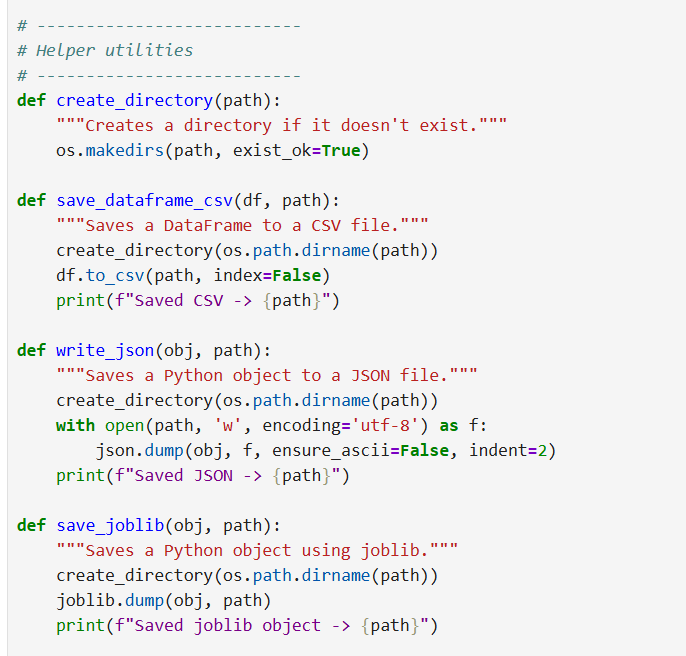 # ---------------------------
# Helper utilities
# ---------------------------
def create_directory(path):
    """Creates a directory if it doesn't exist."""
    os.makedirs(path, exist_ok=True)

def save_dataframe_csv(df, path):
    """Saves a DataFrame to a CSV file."""
    create_directory(os.path.dirname(path))
    df.to_csv(path, index=False)
    print(f"Saved CSV -> {path}")

def write_json(obj, path):
    """Saves a Python object to a JSON file."""
    create_directory(os.path.dirname(path))
    with open(path, 'w', encoding='utf-8') as f:
        json.dump(obj, f, ensure_ascii=False, indent=2)
    print(f"Saved JSON -> {path}")

def save_joblib(obj, path):
    """Saves a Python object using joblib."""
    create_directory(os.path.dirname(path))
    joblib.dump(obj, path)
    print(f"Saved joblib object -> {path}")